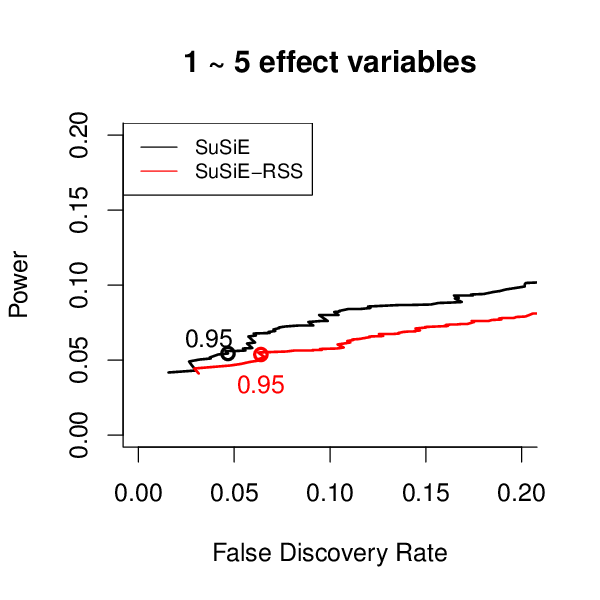 1 ~ 5 effect variables
SuSiE
SuSiE−RSS
Power
0.20
0.15
0.10
0.05
0.00
0.95
0.95
0.00 0.05 0.10 0.15 0.20
False Discovery Rate